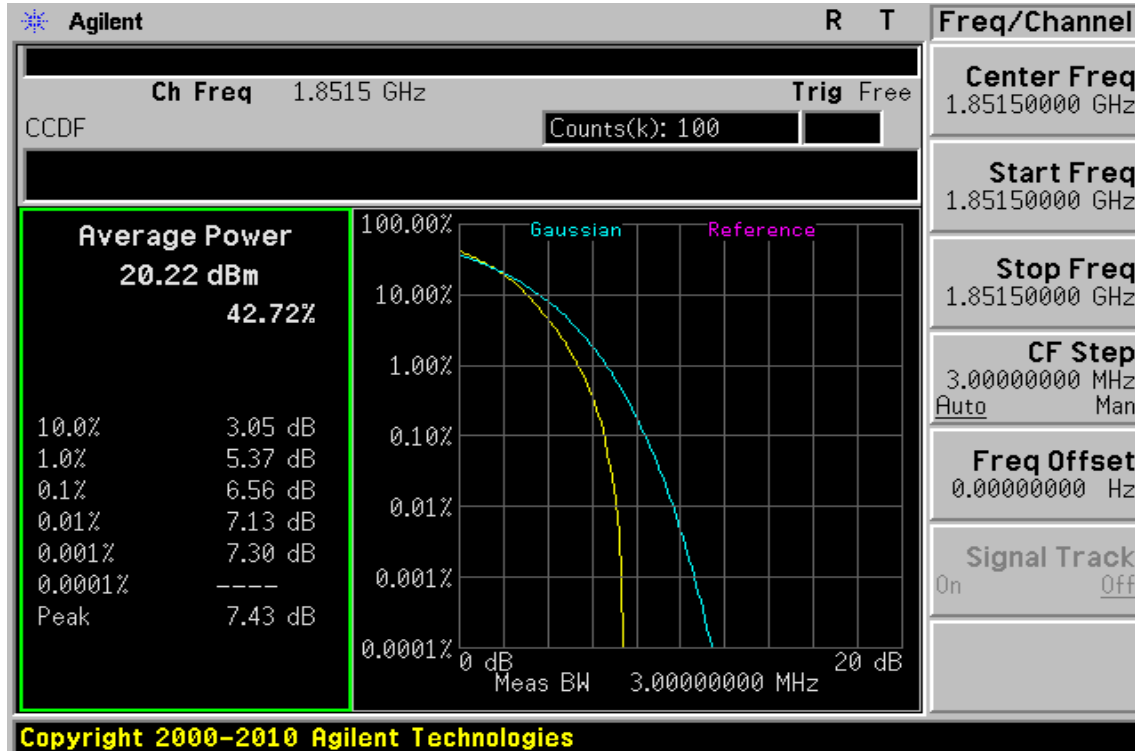 Agilent R T
Ch Freq 1.8515 GHz Trig Free
CCDF Counts(k): 100
Average Power
20.22 dBm
42.72%
10.0% 3.05 dB
1.0% 5.37 dB
0.1% 6.56 dB
0.01% 7.13 dB
0.001% 7.30 dB
0.0001% ----
Peak 7.43 dB
Gaussian Reference
100.00%
10.00%
1.00%
0.10%
0.01%
0.001%
0.0001%
0 dB 20 dB
Meas BW 3.00000000 MHz
Freq/Channel
Center Freq
1.85150000 GHz
Start Freq
1.85150000 GHz
Stop Freq
1.85150000 GHz
CF Step
3.00000000 MHz
Auto Man
Freq Offset
0.00000000 Hz
Signal Track
On Off
Copyright 2000-2010 Agilent Technologies